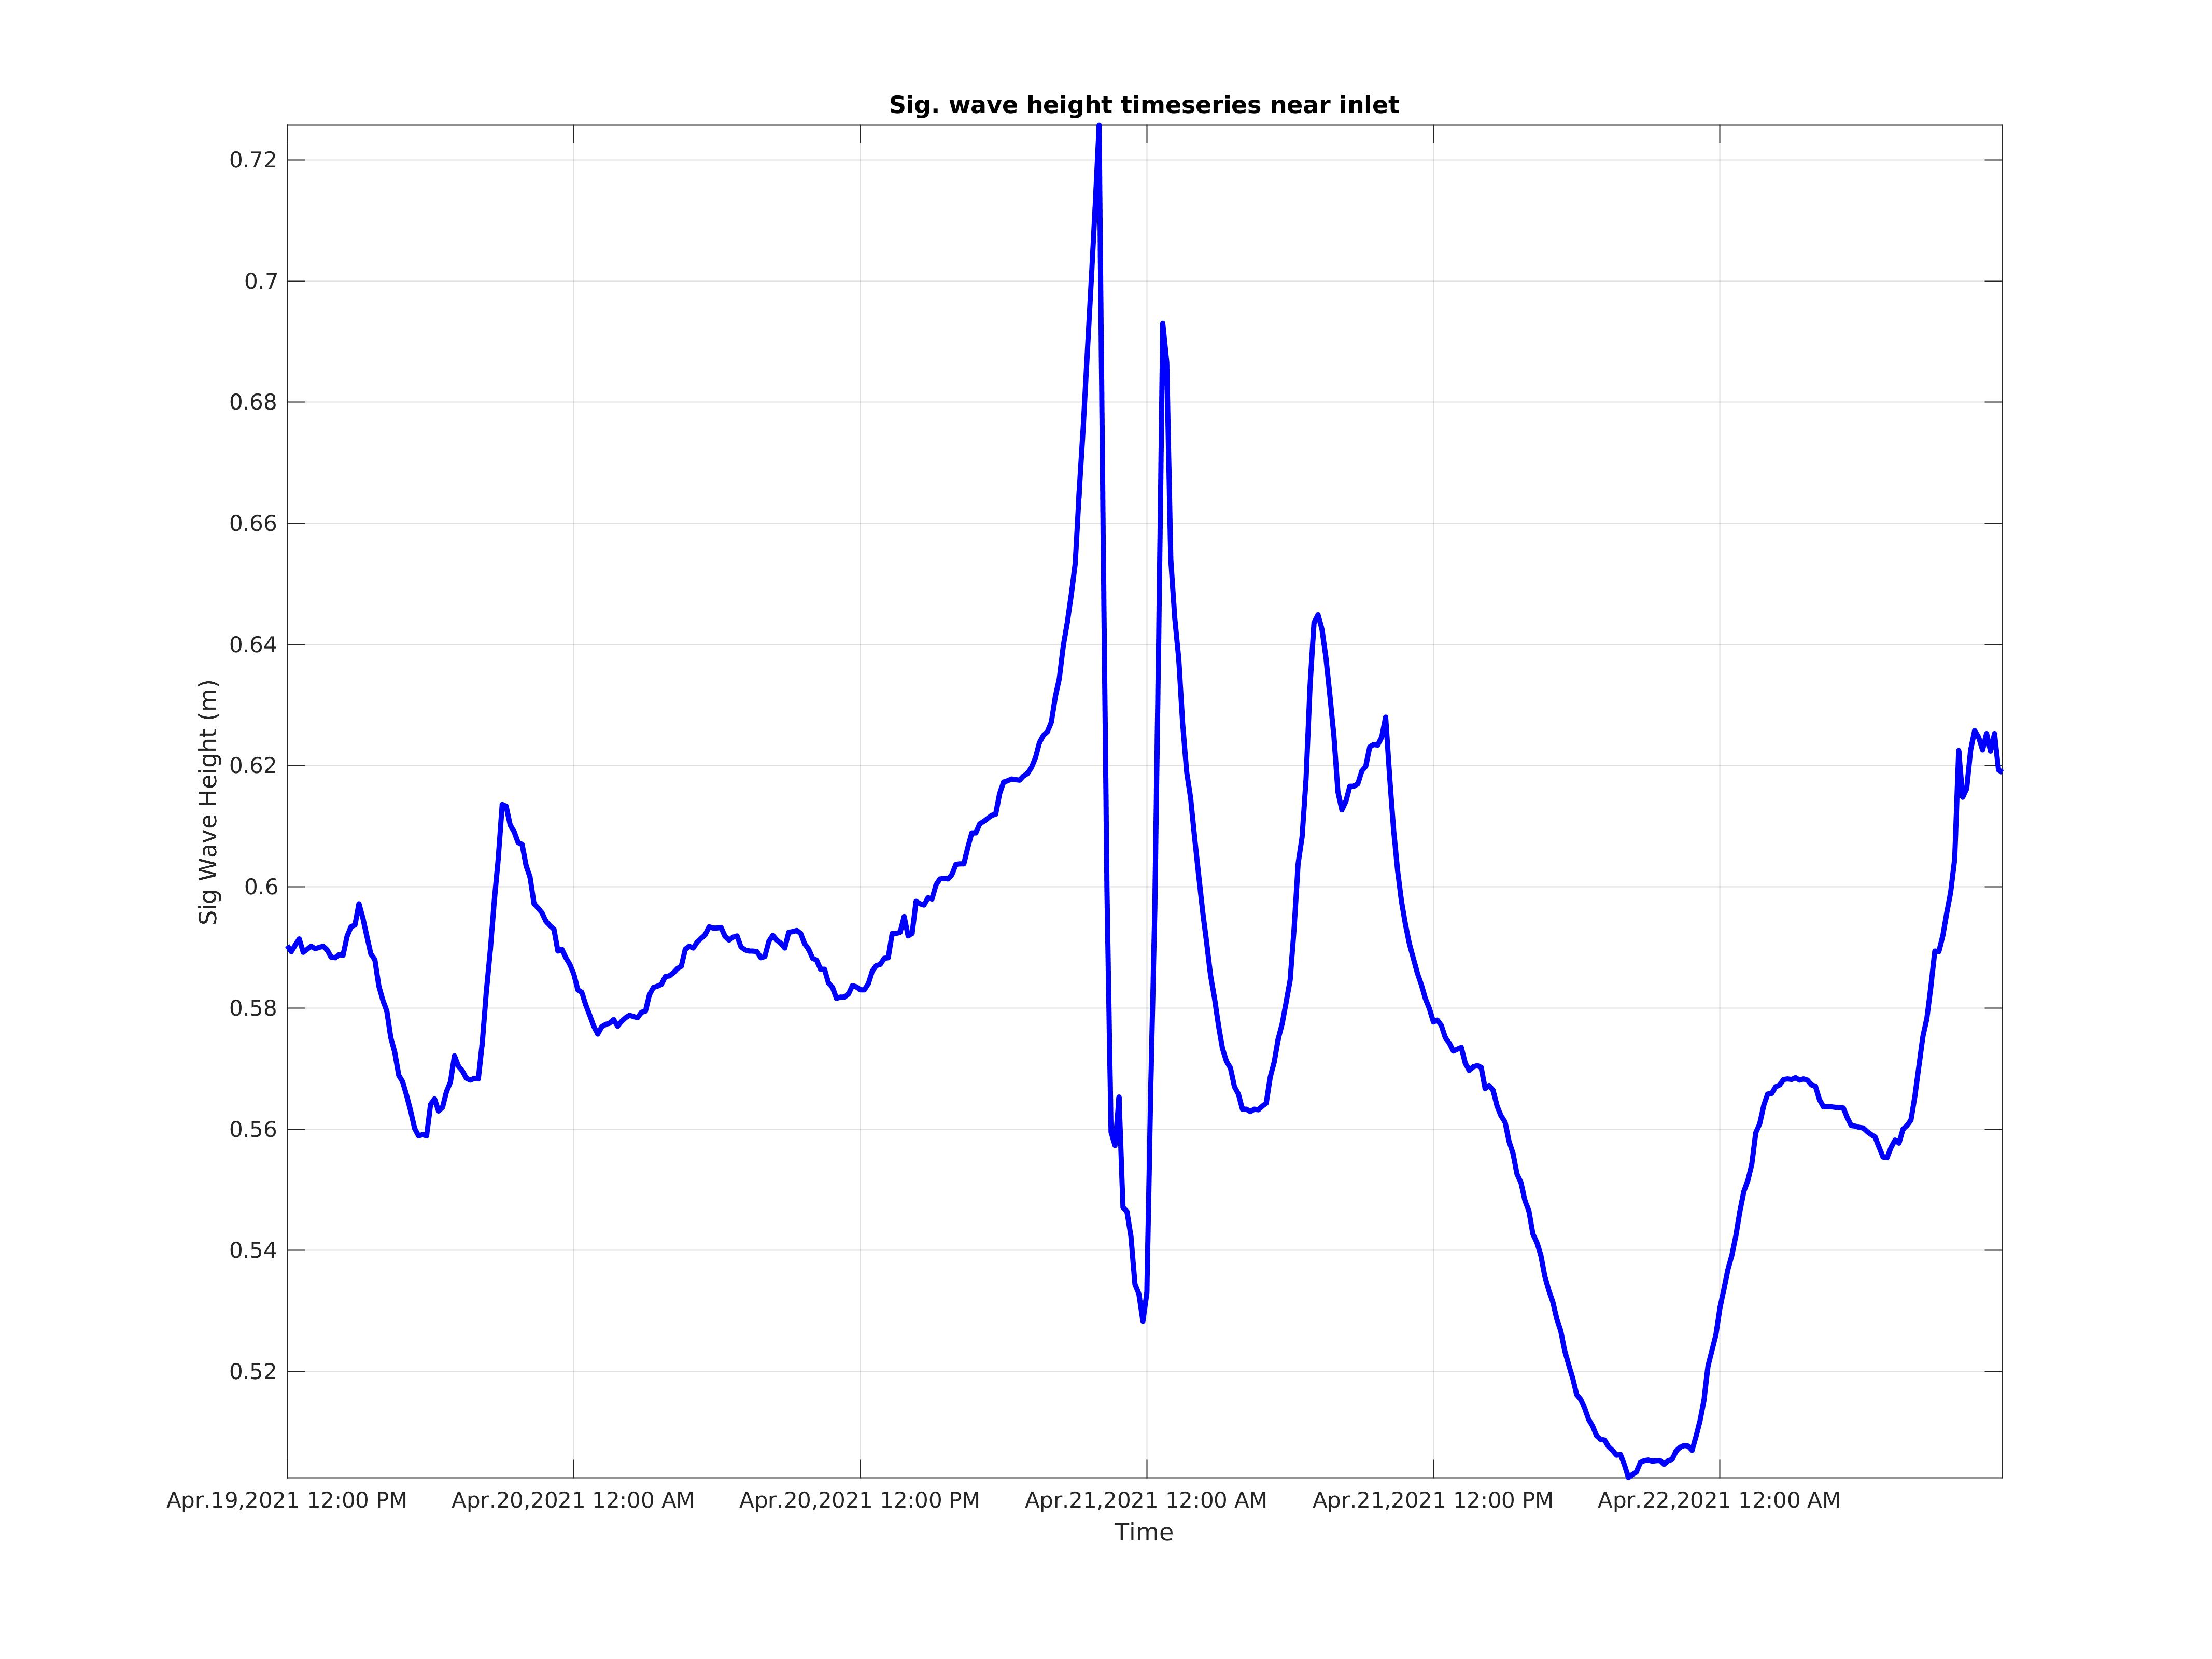 Sig. wave height timeseries near inlet
0.72
0.7
0.68
0.66
0.64
0.62
0.6
0.58
0.56
0.54
0.52
Sig Wave Height (m)
Apr.19,2021 12:00 PM
Apr.20,2021 12:00 AM
Apr.20,2021 12:00 PM
Apr.21,2021 12:00 AM
Apr.21,2021 12:00 PM
Apr.22,2021 12:00 AM
Time